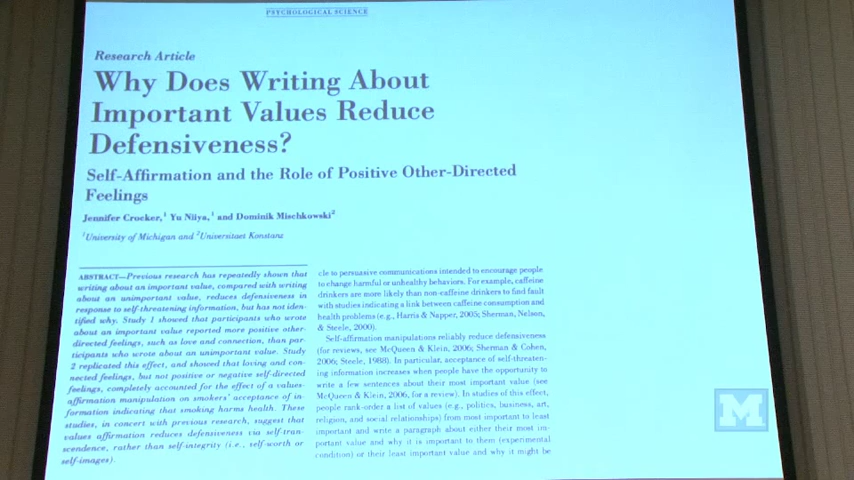 PSYCHOLOGICAL SCIENCE
Research Article
Why Does Writing About
Important Values Reduce
Defensiveness?
Self-Affirmation and the Role of Positive Other-Directed
Feelings
Jennifer Crocker,¹ Yu Niiya,¹ and Dominik Mischkowski²
¹University of Michigan and ²Universitaet Konstanz
ABSTRACT—Previous research has repeatedly shown that
writing about an important value, compared with writing
about an unimportant value, reduces defensiveness in
response to self-threatening information, but has not iden-
tified why. Study 1 showed that participants who wrote
about an important value reported more positive other-
directed feelings, such as love and connection, than par-
ticipants who wrote about an unimportant value. Study
2 replicated this effect, and showed that loving and con-
nected feelings, but not positive or negative self-directed
feelings, completely accounted for the effect of a values-
affirmation manipulation on smokers' acceptance of in-
formation indicating that smoking harms health. These
studies, in concert with previous research, suggest that
values affirmation reduces defensiveness via self-tran-
scendence, rather than self-integrity (i.e., self-worth or
self-images).
cle to persuasive communications intended to encourage people
to change harmful or unhealthy behaviors. For example, caffeine
drinkers are more likely than non-caffeine drinkers to find fault
with studies indicating a link between caffeine consumption and
health problems (e.g., Harris & Napper, 2005; Sherman, Nelson,
& Steele, 2000).
Self-affirmation manipulations reliably reduce defensiveness
(for reviews, see McQueen & Klein, 2006; Sherman & Cohen,
2006; Steele, 1988). In particular, acceptance of self-threaten-
ing information increases when people have the opportunity to
write a few sentences about their most important value (see
McQueen & Klein, 2006, for a review). In studies of this effect,
people rank-order a list of values (e.g., politics, business, art,
religion, and social relationships) from most important to least
important and write a paragraph about either their most im-
portant value and why it is important to them (experimental
condition) or their least important value and why it might be
M